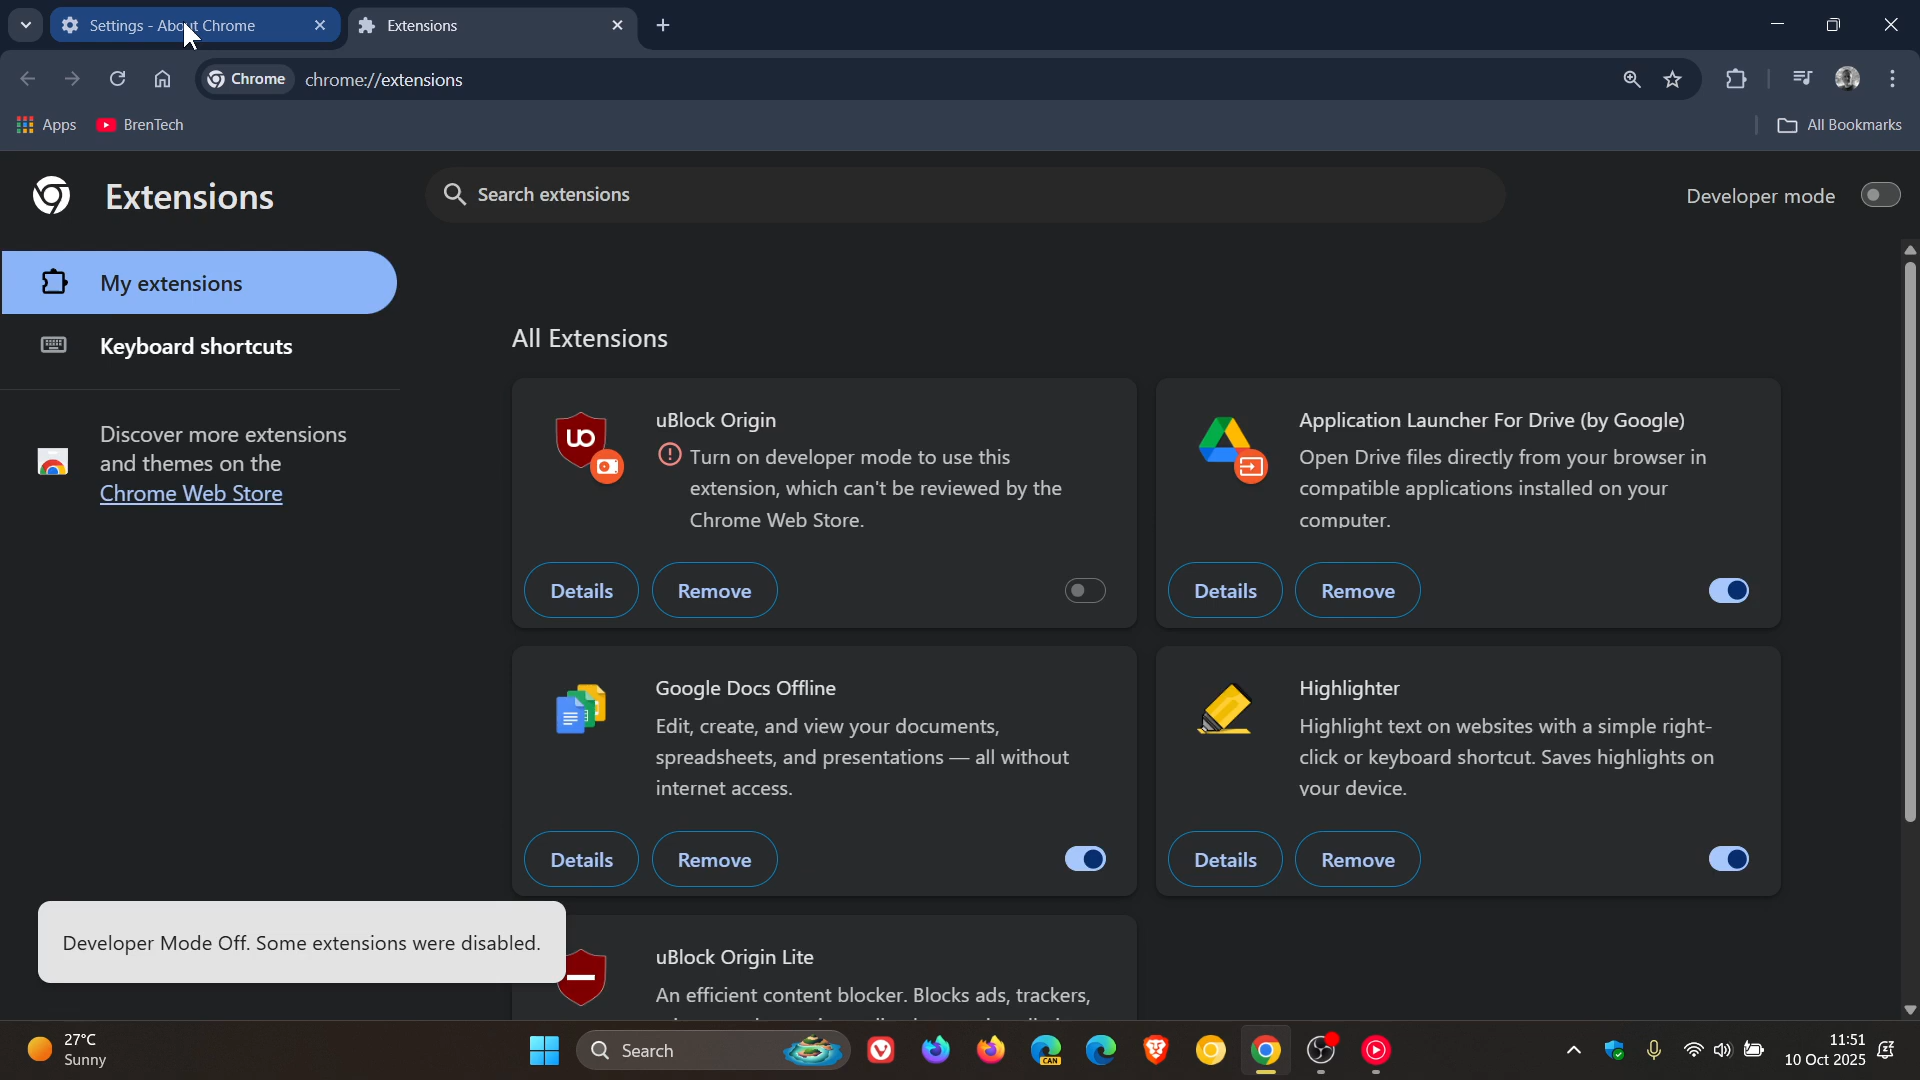 Settings - About Chrome
Extensions
Chrome
chrome://extensions
Apps
BrenTech
All Bookmarks
Extensions
Search extensions
Developer mode
My extensions
Keyboard shortcuts
Discover more extensions
and themes on the
Chrome Web Store
All Extensions
uBlock Origin
Turn on developer mode to use this
extension, which can't be reviewed by the
Chrome Web Store.
Details
Remove
Application Launcher For Drive (by Google)
Open Drive files directly from your browser in
compatible applications installed on your
computer.
Details
Remove
Google Docs Offline
Edit, create, and view your documents,
spreadsheets, and presentations — all without
internet access.
Details
Remove
Highlighter
Highlight text on websites with a simple right-
click or keyboard shortcut. Saves highlights on
your device.
Details
Remove
uBlock Origin Lite
An efficient content blocker. Blocks ads, trackers,
Developer Mode Off. Some extensions were disabled.
27°C
Sunny
Search
CAN
11:51
10 Oct 2025